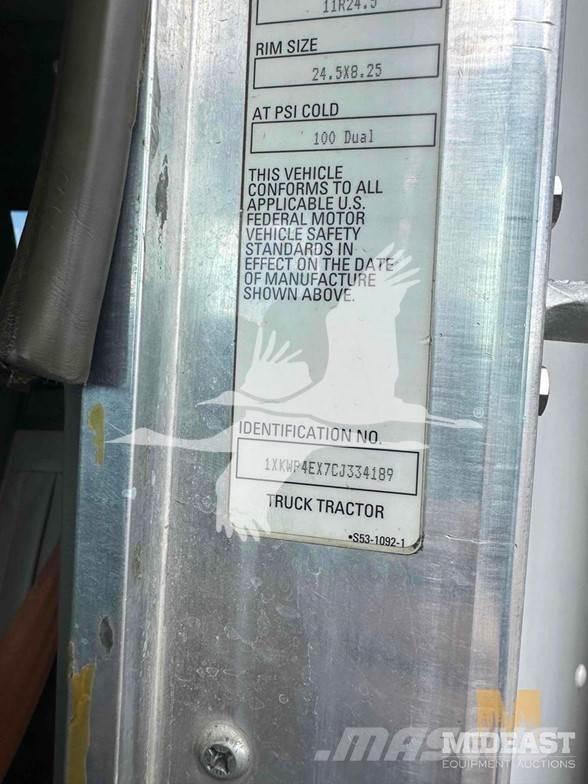 11R24.5
RIM SIZE
24.5X8.25
AT PSI COLD
100 Dual
THIS VEHICLE
CONFORMS TO ALL
APPLICABLE U.S.
FEDERAL MOTOR
VEHICLE SAFETY
STANDARDS IN
EFFECT ON THE DATE
OF MANUFACTURE
SHOWN ABOVE.
IDENTIFICATION NO.
1XKWP4EX7CJ334189
TRUCK TRACTOR
*S53-1092-1
MIDEAST
EQUIPMENT AUCTIONS